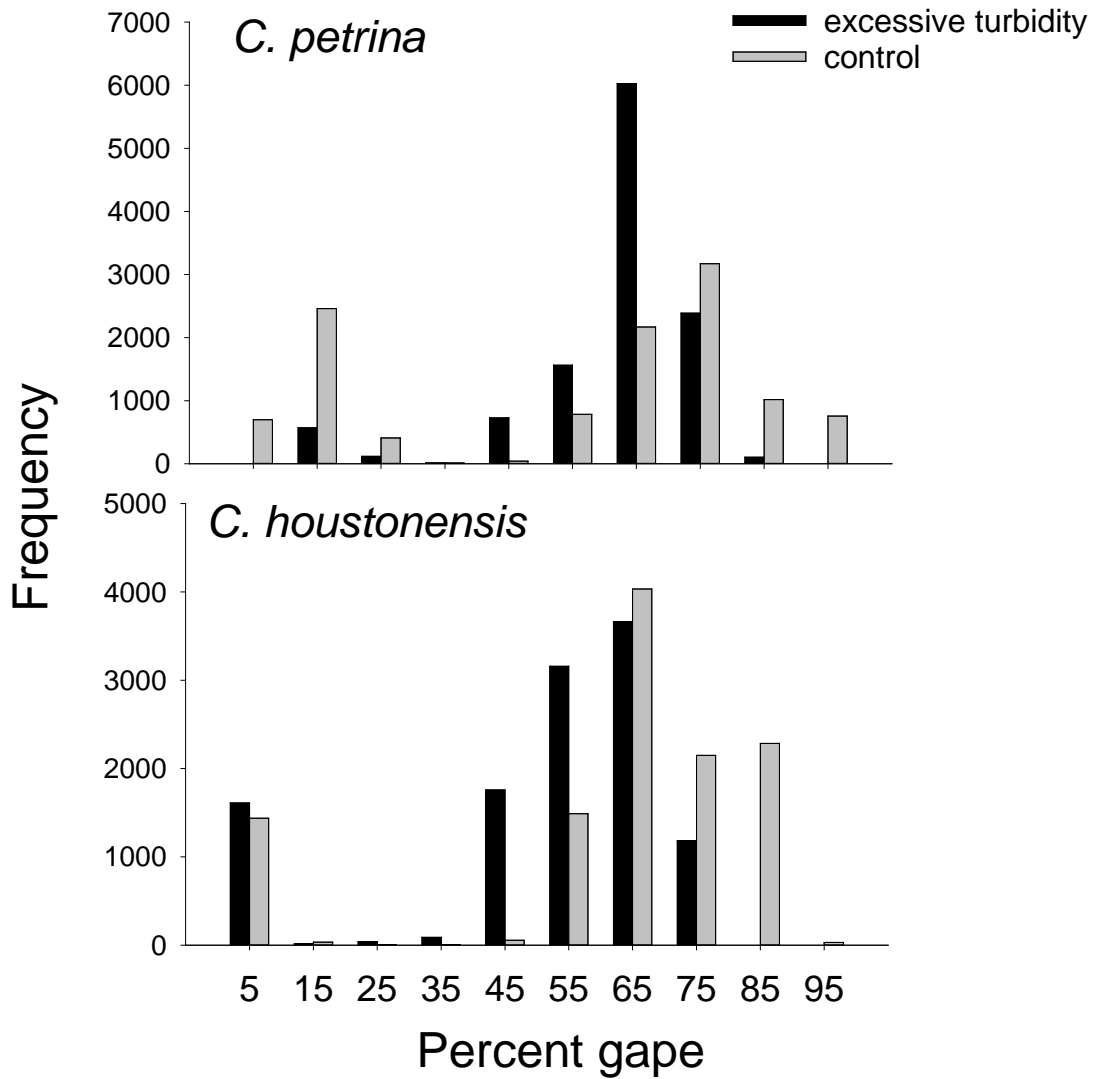 C. petrina
excessive turbidity
control
7000
6000
5000
4000
3000
2000
1000
0
Frequency
C. houstonensis
5000
4000
3000
2000
1000
0
5 15 25 35 45 55 65 75 85 95
Percent gape